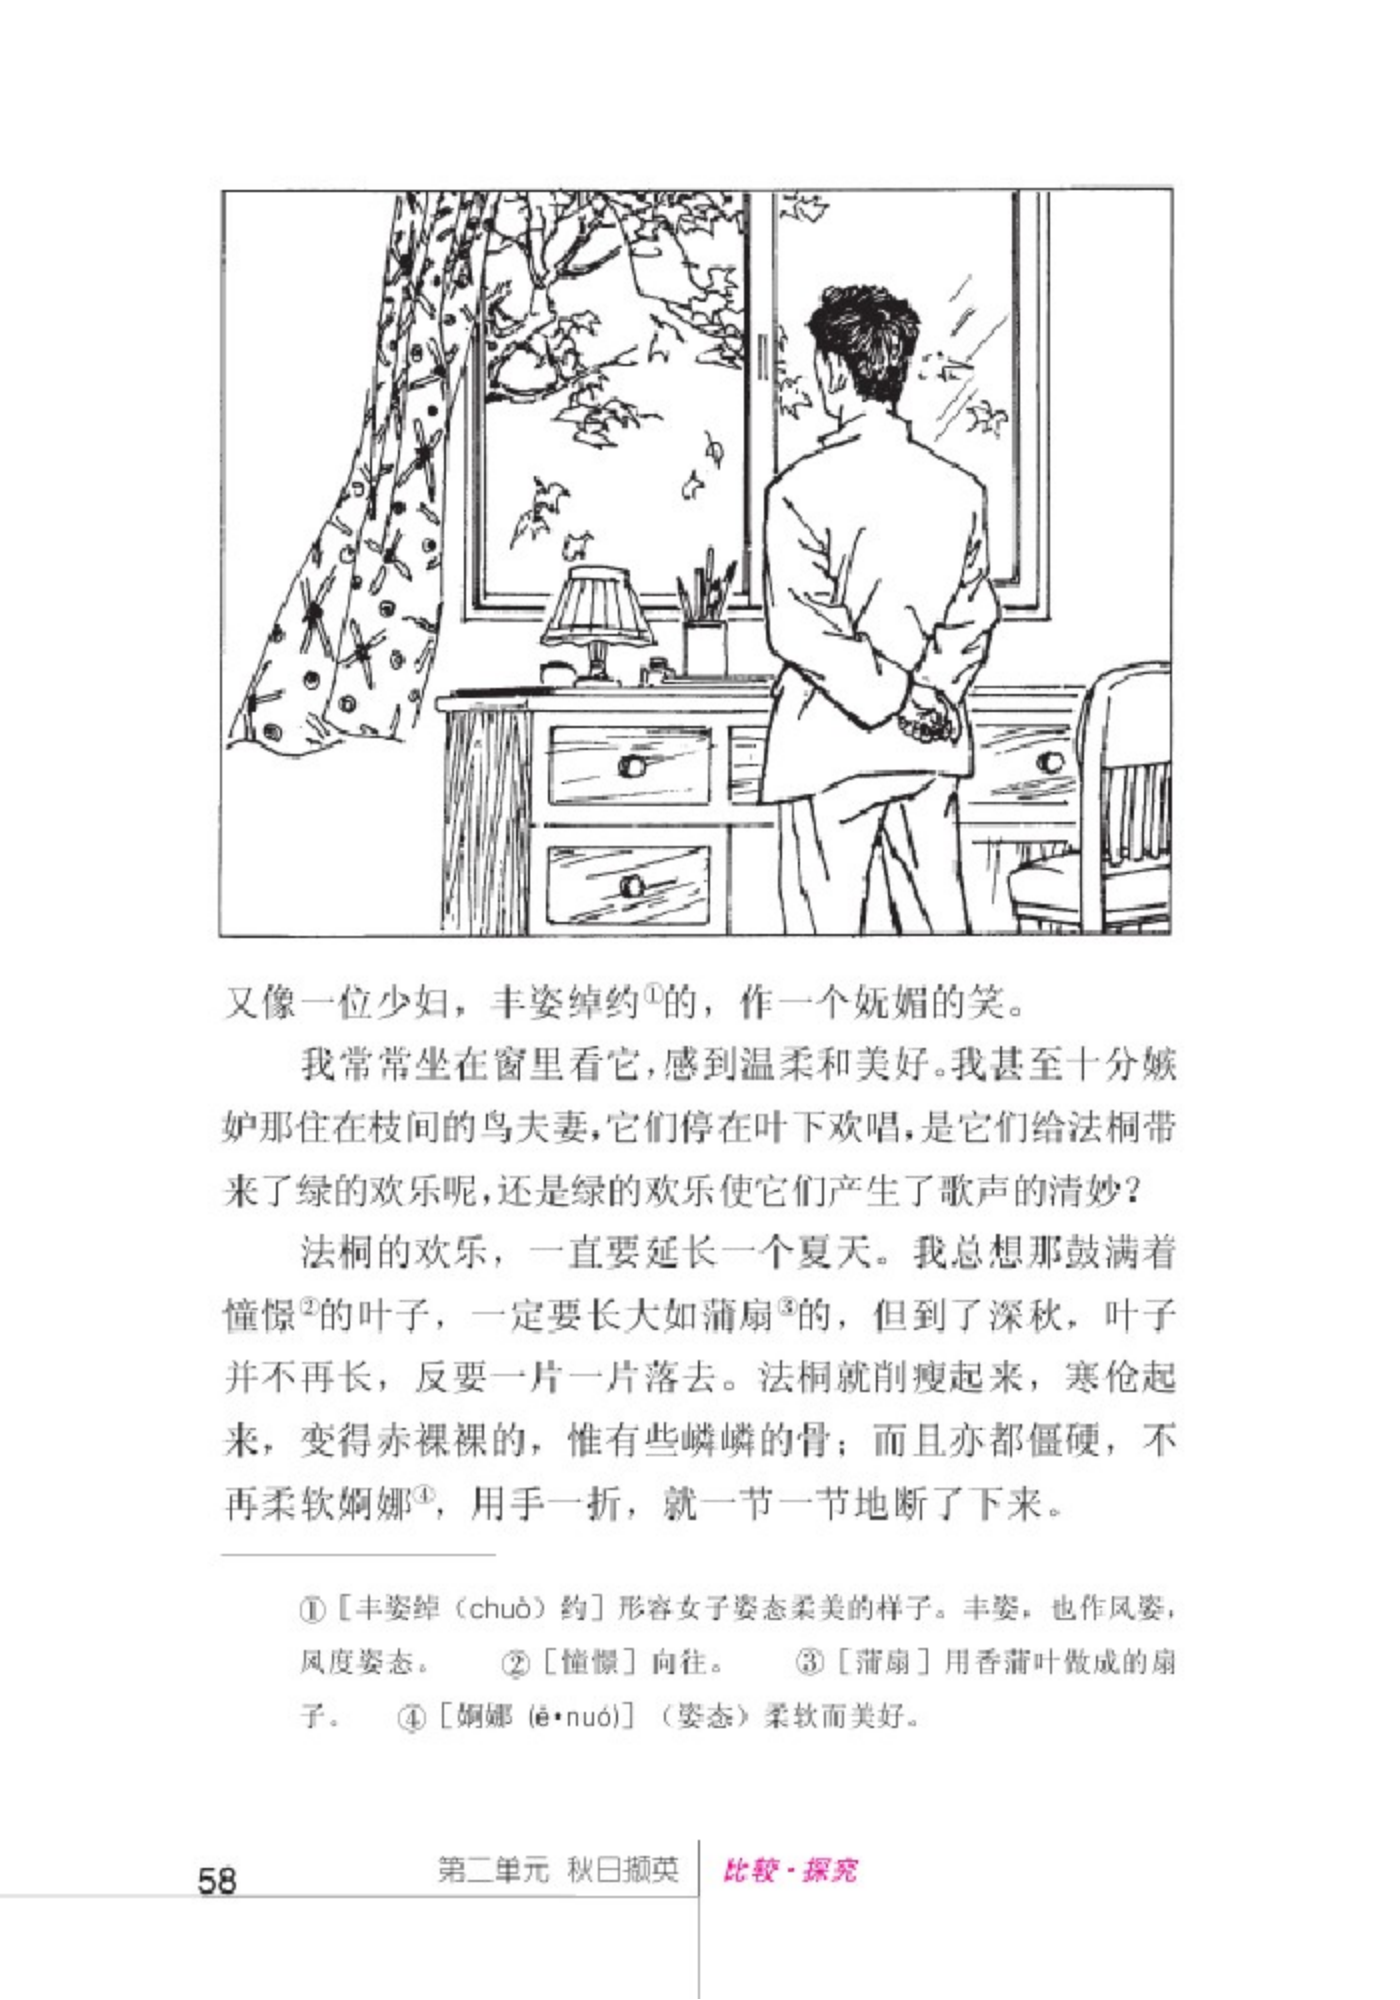 又像一位少妇，丰姿绰约①的，作一个妩媚的笑。
我常常坐在窗里看它，感到温柔和美好。我甚至十分嫉
妒那住在枝间的鸟夫妻，它们停在叶下欢唱，是它们给法桐带
来了绿的欢乐呢，还是绿的欢乐使它们产生了歌声的清妙？
法桐的欢乐，一直要延长一个夏天。我总想那鼓满着
憧憬②的叶子，一定要长大如蒲扇③的，但到了深秋，叶子
并不再长，反要一片一片落去。法桐就削瘦起来，寒伧起
来，变得赤裸裸的，惟有些嶙嶙的骨；而且亦都僵硬，不
再柔软婀娜④，用手一折，就一节一节地断了下来。
①［丰姿绰（chuò）约］形容女子姿态柔美的样子。丰姿，也作风姿，
风度姿态。 ②［憧憬］向往。 ③［蒲扇］用香蒲叶做成的扇
子。 ④［婀娜 (ē·nuó)］（姿态）柔软而美好。
58 第二单元 秋日撷英 比较·探究